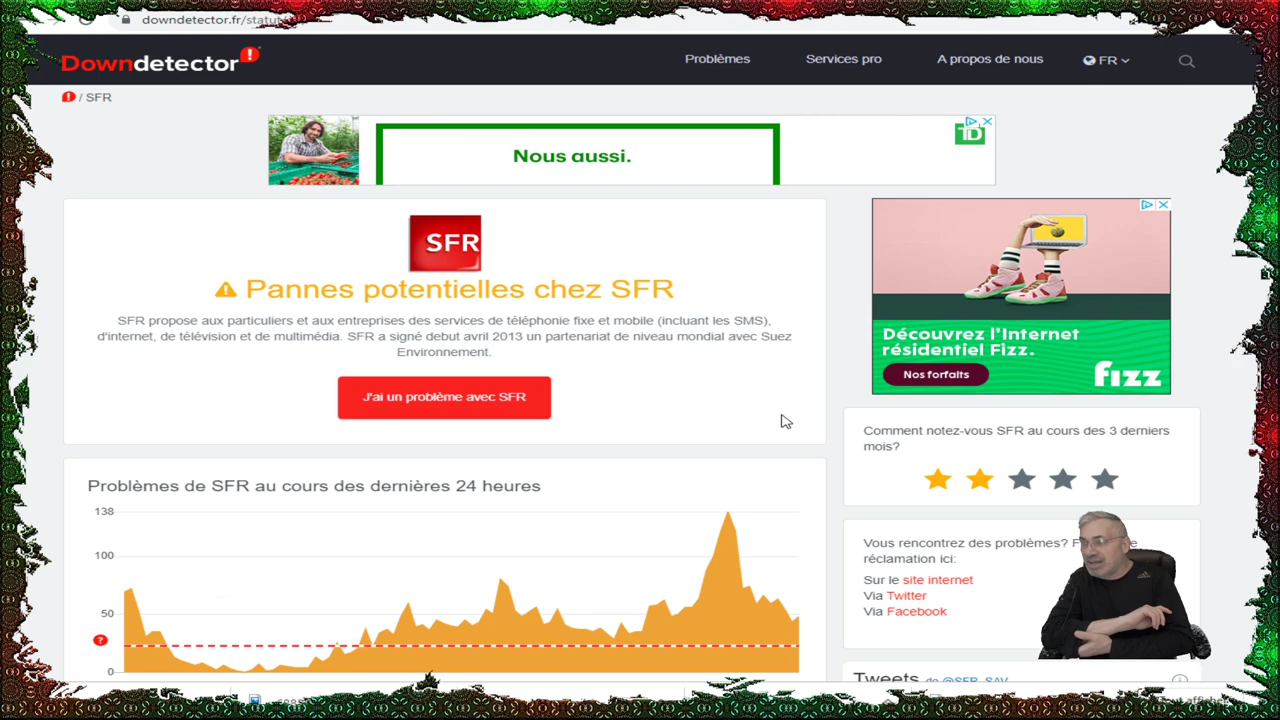 downdetector.fr/statut
Downdetector
Problèmes
Services pro
A propos de nous
FR
/ SFR
Nous aussi.
TD
SFR
Pannes potentielles chez SFR
SFR propose aux particuliers et aux entreprises des services de téléphonie fixe et mobile (incluant les SMS),
d'internet, de télévision et de multimédia. SFR a signé debut avril 2013 un partenariat de niveau mondial avec Suez
Environnement.
J'ai un problème avec SFR
Découvrez l'Internet
résidentiel Fizz.
Nos forfaits
fizz
Comment notez-vous SFR au cours des 3 derniers
mois?
Problèmes de SFR au cours des dernières 24 heures
138
100
50
?
0
Vous rencontrez des problèmes?
réclamation ici:
Sur le site internet
Via Twitter
Via Facebook
Tweets de @SFR_SAV